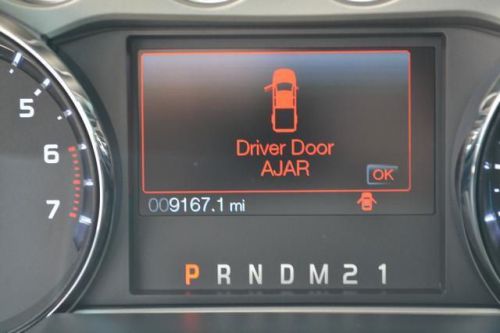 5
6
7
Driver Door
AJAR
OK
009167.1 mi
P R N D M 2 1